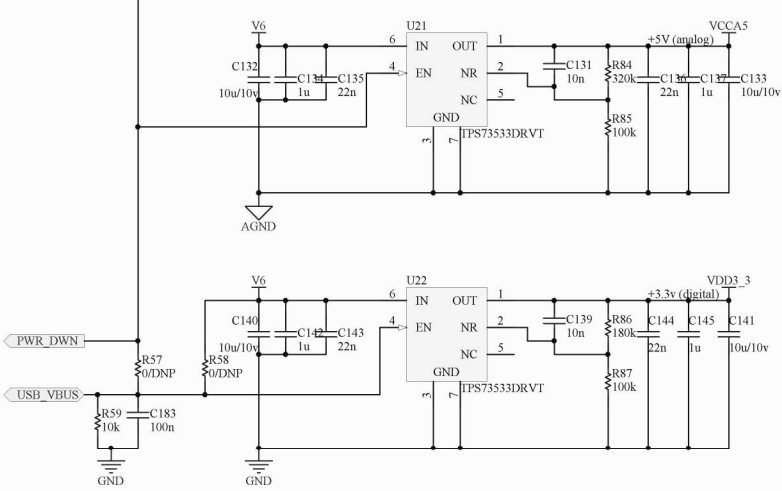 V6
U21
VCCA5
6 IN OUT 1
+5V (analog)
C132
10u/10v
C134
1u
C135
22n
4 EN NR 2
NC 5
GND
TPS73533DRVT
3
7
C131
10n
R84
320k
R85
100k
C136
22n
C137
1u
C133
10u/10v
AGND
V6
U22
VDD3_3
6 IN OUT 1
+3.3v (digital)
C140
10u/10v
C142
1u
C143
22n
4 EN NR 2
NC 5
GND
TPS73533DRVT
3
7
C139
10n
R86
180k
R87
100k
C144
22n
C145
1u
C141
10u/10v
PWR_DWN
R57
0/DNP
R58
0/DNP
USB_VBUS
R59
10k
C183
100n
GND
GND